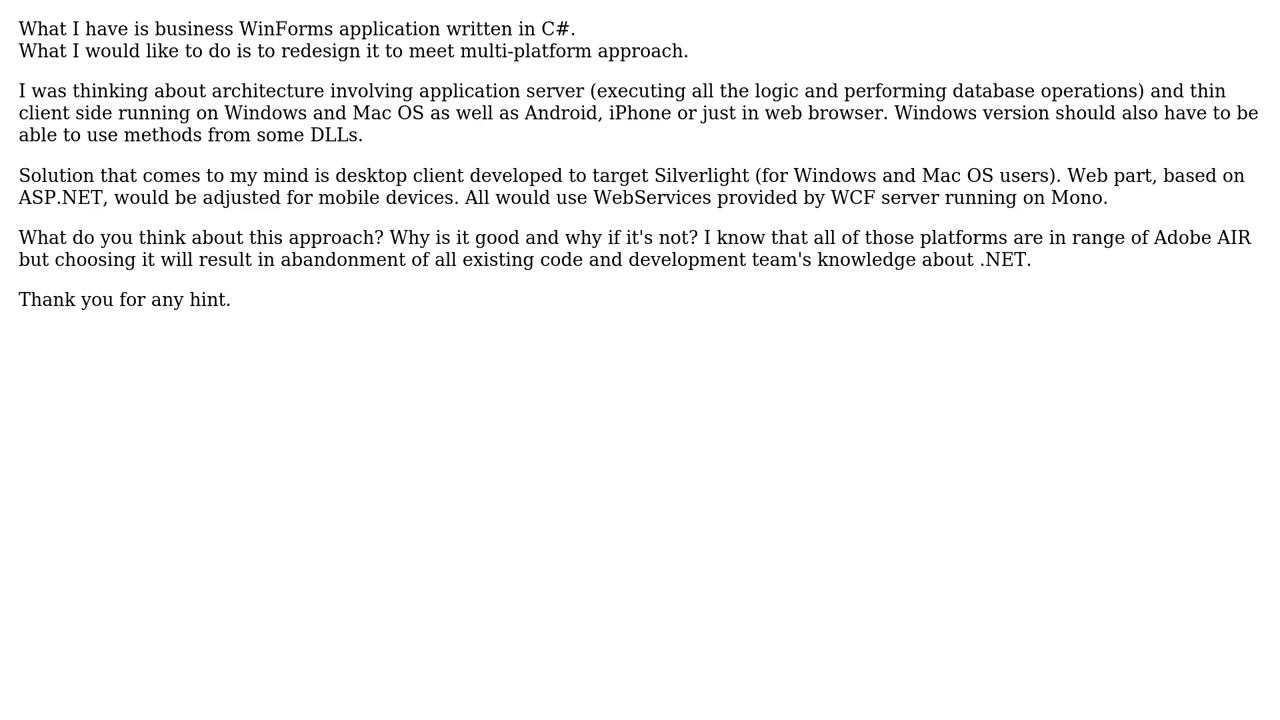 What I have is business WinForms application written in C#.
What I would like to do is to redesign it to meet multi-platform approach.
I was thinking about architecture involving application server (executing all the logic and performing database operations) and thin
client side running on Windows and Mac OS as well as Android, iPhone or just in web browser. Windows version should also have to be
able to use methods from some DLLs.
Solution that comes to my mind is desktop client developed to target Silverlight (for Windows and Mac OS users). Web part, based on
ASP.NET, would be adjusted for mobile devices. All would use WebServices provided by WCF server running on Mono.
What do you think about this approach? Why is it good and why if it's not? I know that all of those platforms are in range of Adobe AIR
but choosing it will result in abandonment of all existing code and development team's knowledge about .NET.
Thank you for any hint.